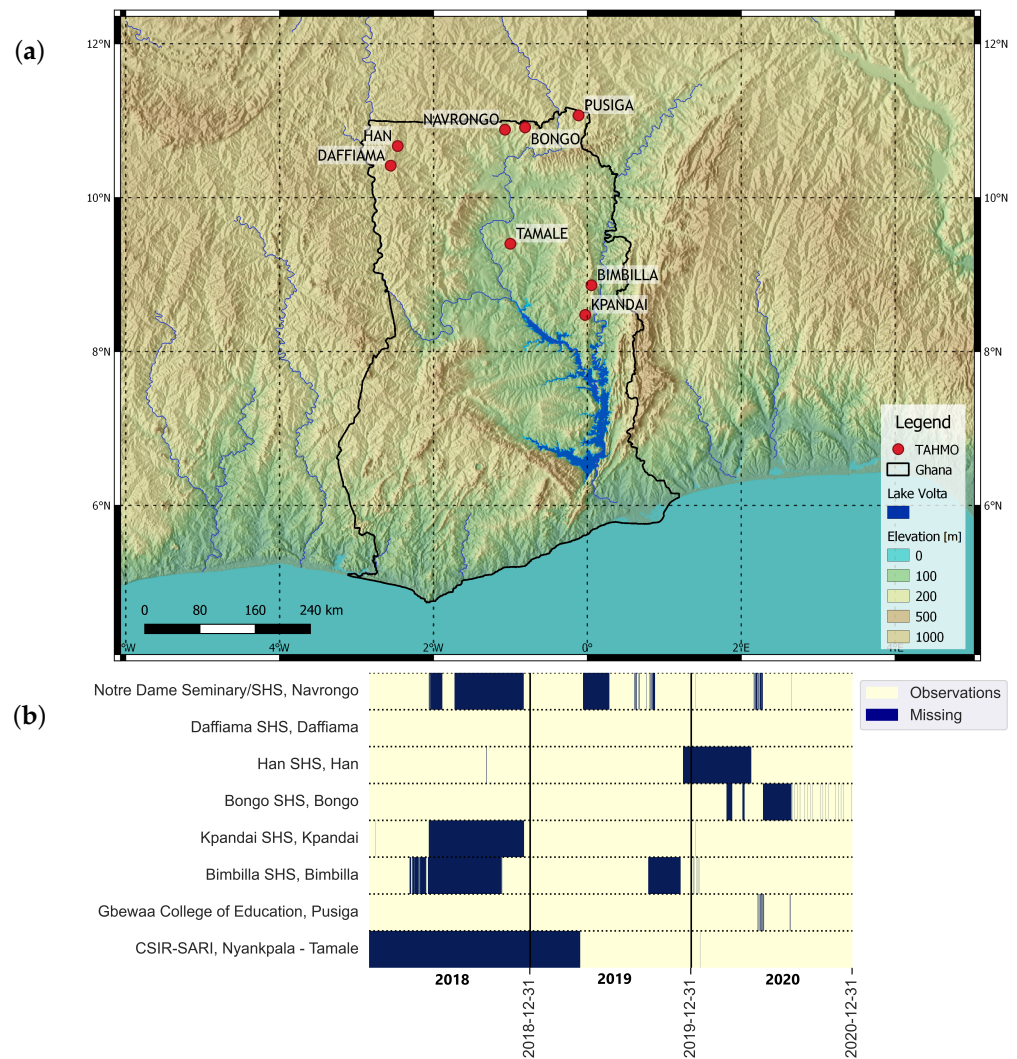 (a)
12°N
12°N
PUSIGA
NAVRONGO
BONGO
HAN
DAFFIAMA
10°N
10°N
TAMALE
BIMBILLA
KPANDAI
8°N
8°N
Legend
TAHMO
Ghana
Lake Volta
Elevation [m]
0
100
200
500
1000
6°N
6°N
0 80 160 240 km
°W 4°W 2°W 0° 2°E
(b)
Notre Dame Seminary/SHS, Navrongo
Daffiama SHS, Daffiama
Han SHS, Han
Bongo SHS, Bongo
Kpandai SHS, Kpandai
Bimbilla SHS, Bimbilla
Gbewaa College of Education, Pusiga
CSIR-SARI, Nyankpala - Tamale
Observations
Missing
2018 2019 2020
2018-12-31
2019-12-31
2020-12-31